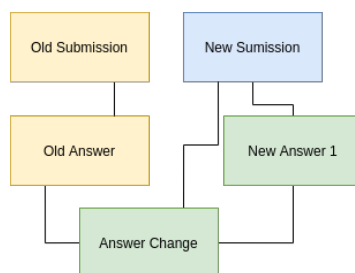 Old Submission
New Sumission
Old Answer
New Answer 1
Answer Change